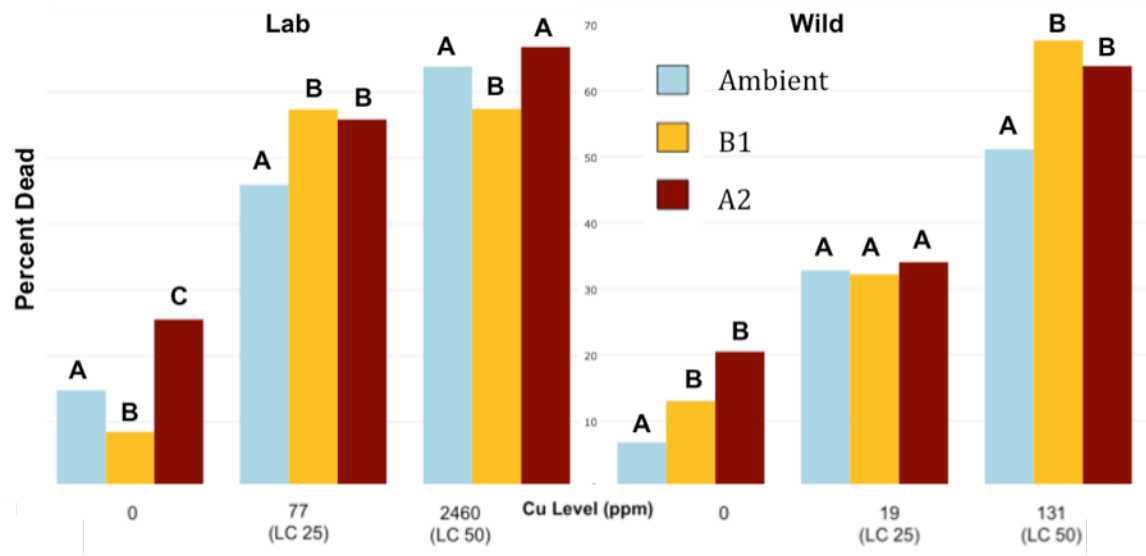 Lab
Wild
Percent Dead
A
B
C
A
B
B
A
B
A
70
60
50
40
30
20
10
0
Ambient
B1
A2
A
B
B
A
A
A
A
B
B
0
77
(LC 25)
2460
(LC 50)
Cu Level (ppm)
0
19
(LC 25)
131
(LC 50)